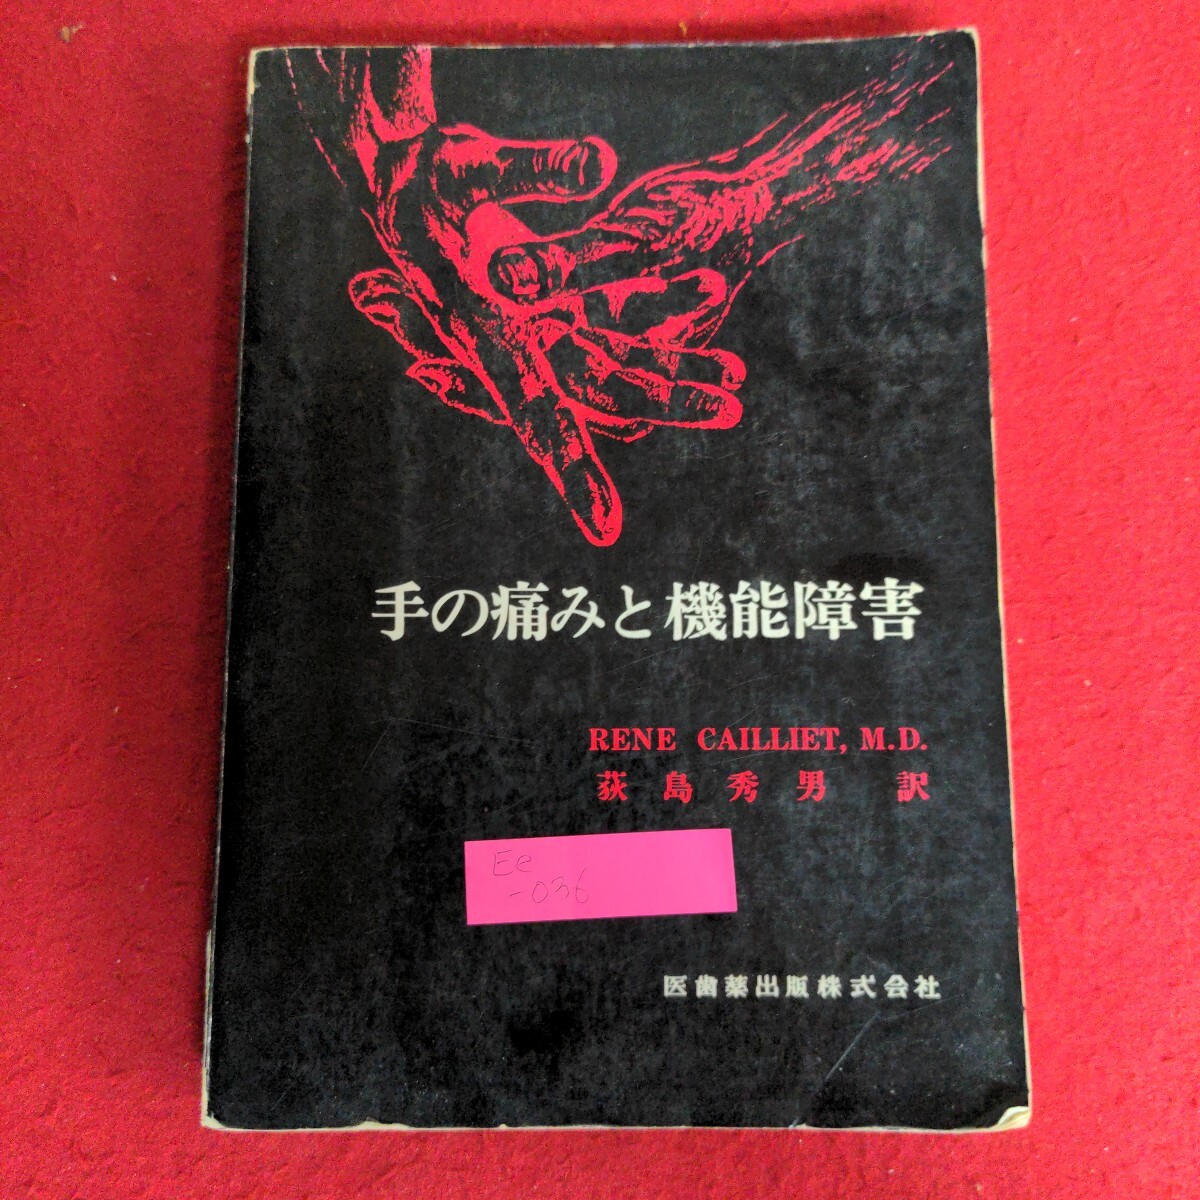 手の痛みと機能障害
RENE CAILLIET, M.D.
荻島秀男 訳
Ee
-036
医歯薬出版株式会社